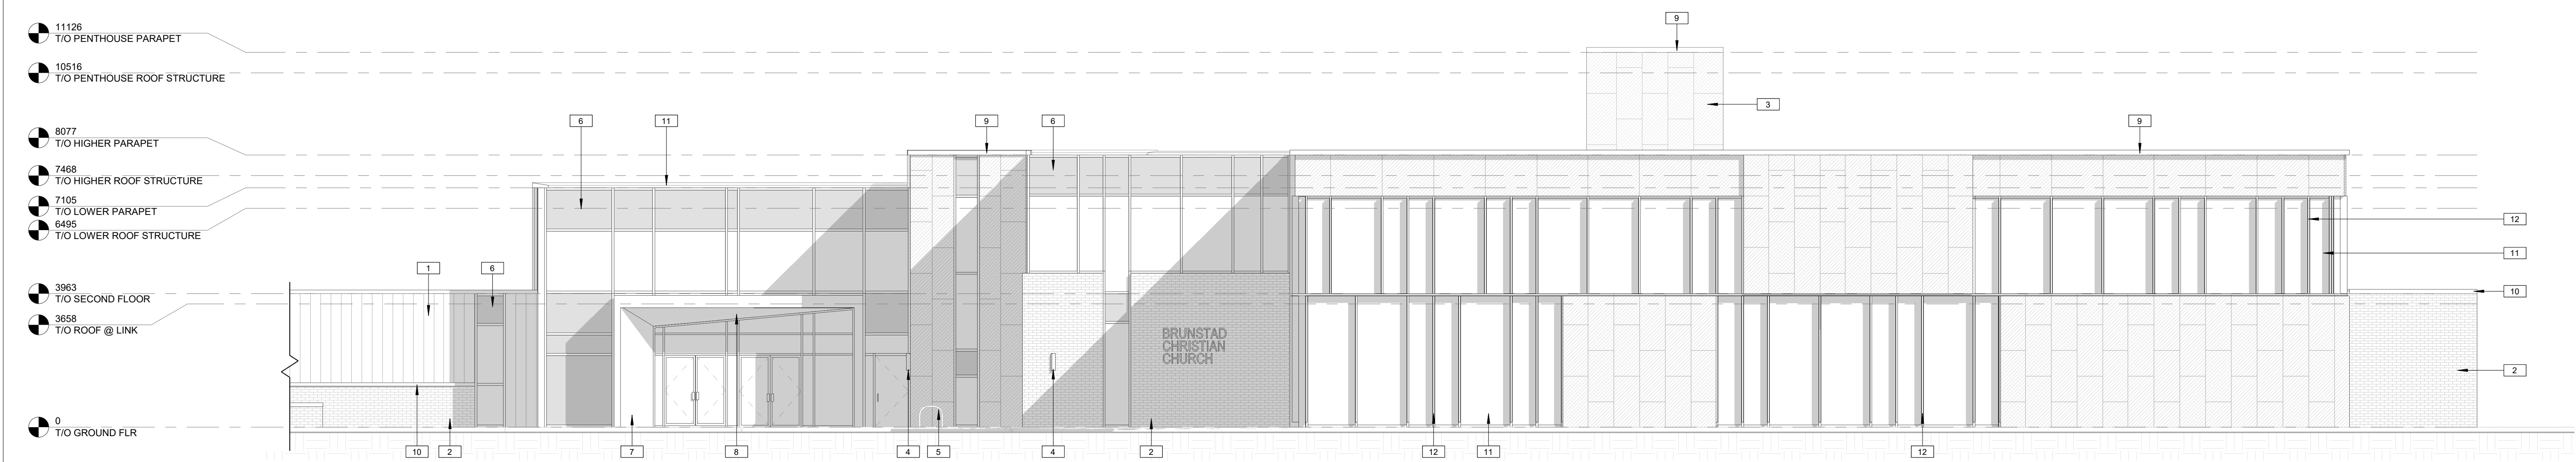 11126
T/O PENTHOUSE PARAPET
10516
T/O PENTHOUSE ROOF STRUCTURE
8077
T/O HIGHER PARAPET
7468
T/O HIGHER ROOF STRUCTURE
7105
T/O LOWER PARAPET
6495
T/O LOWER ROOF STRUCTURE
3963
T/O SECOND FLOOR
3658
T/O ROOF @ LINK
0
T/O GROUND FLR
9
3
6
11
9
6
9
1
6
12
11
10
2
BRUNSTAD
CHRISTIAN
CHURCH
10
2
7
8
4
5
4
2
12
11
12